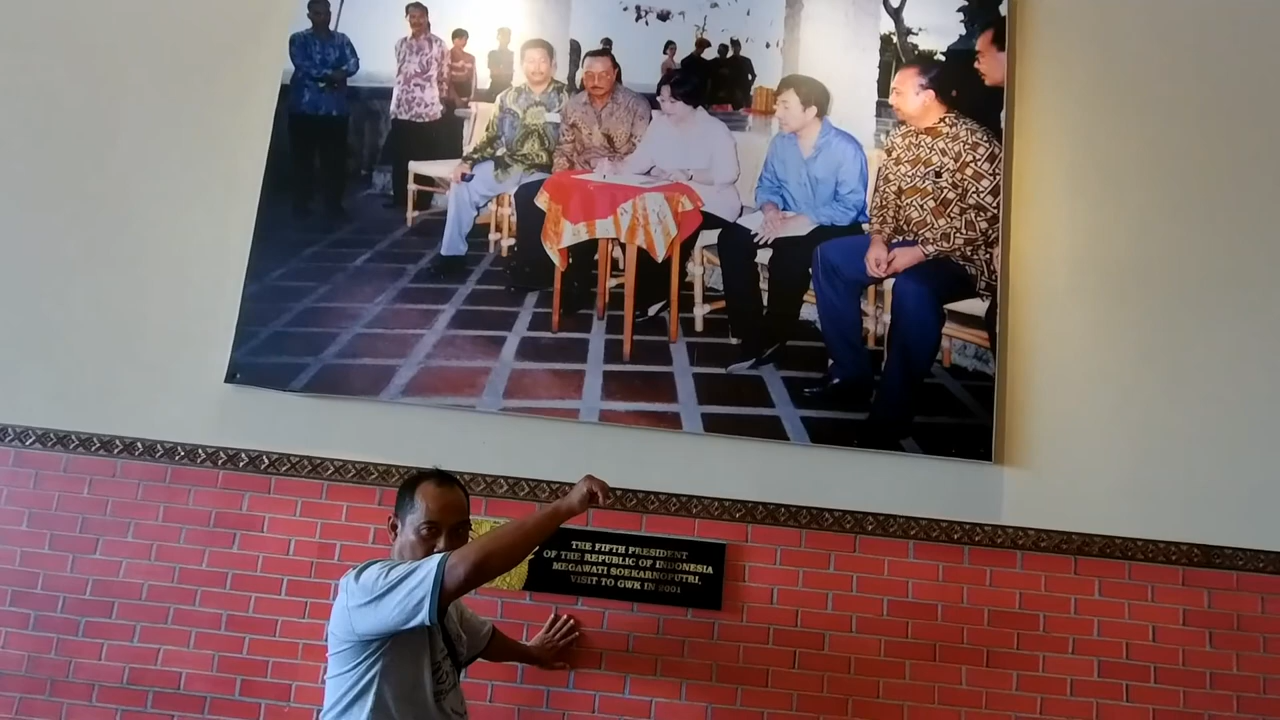 THE FIFTH PRESIDENT
OF THE REPUBLIC OF INDONESIA
MEGAWATI SOEKARNOPUTRI,
VISIT TO GWK IN 2001